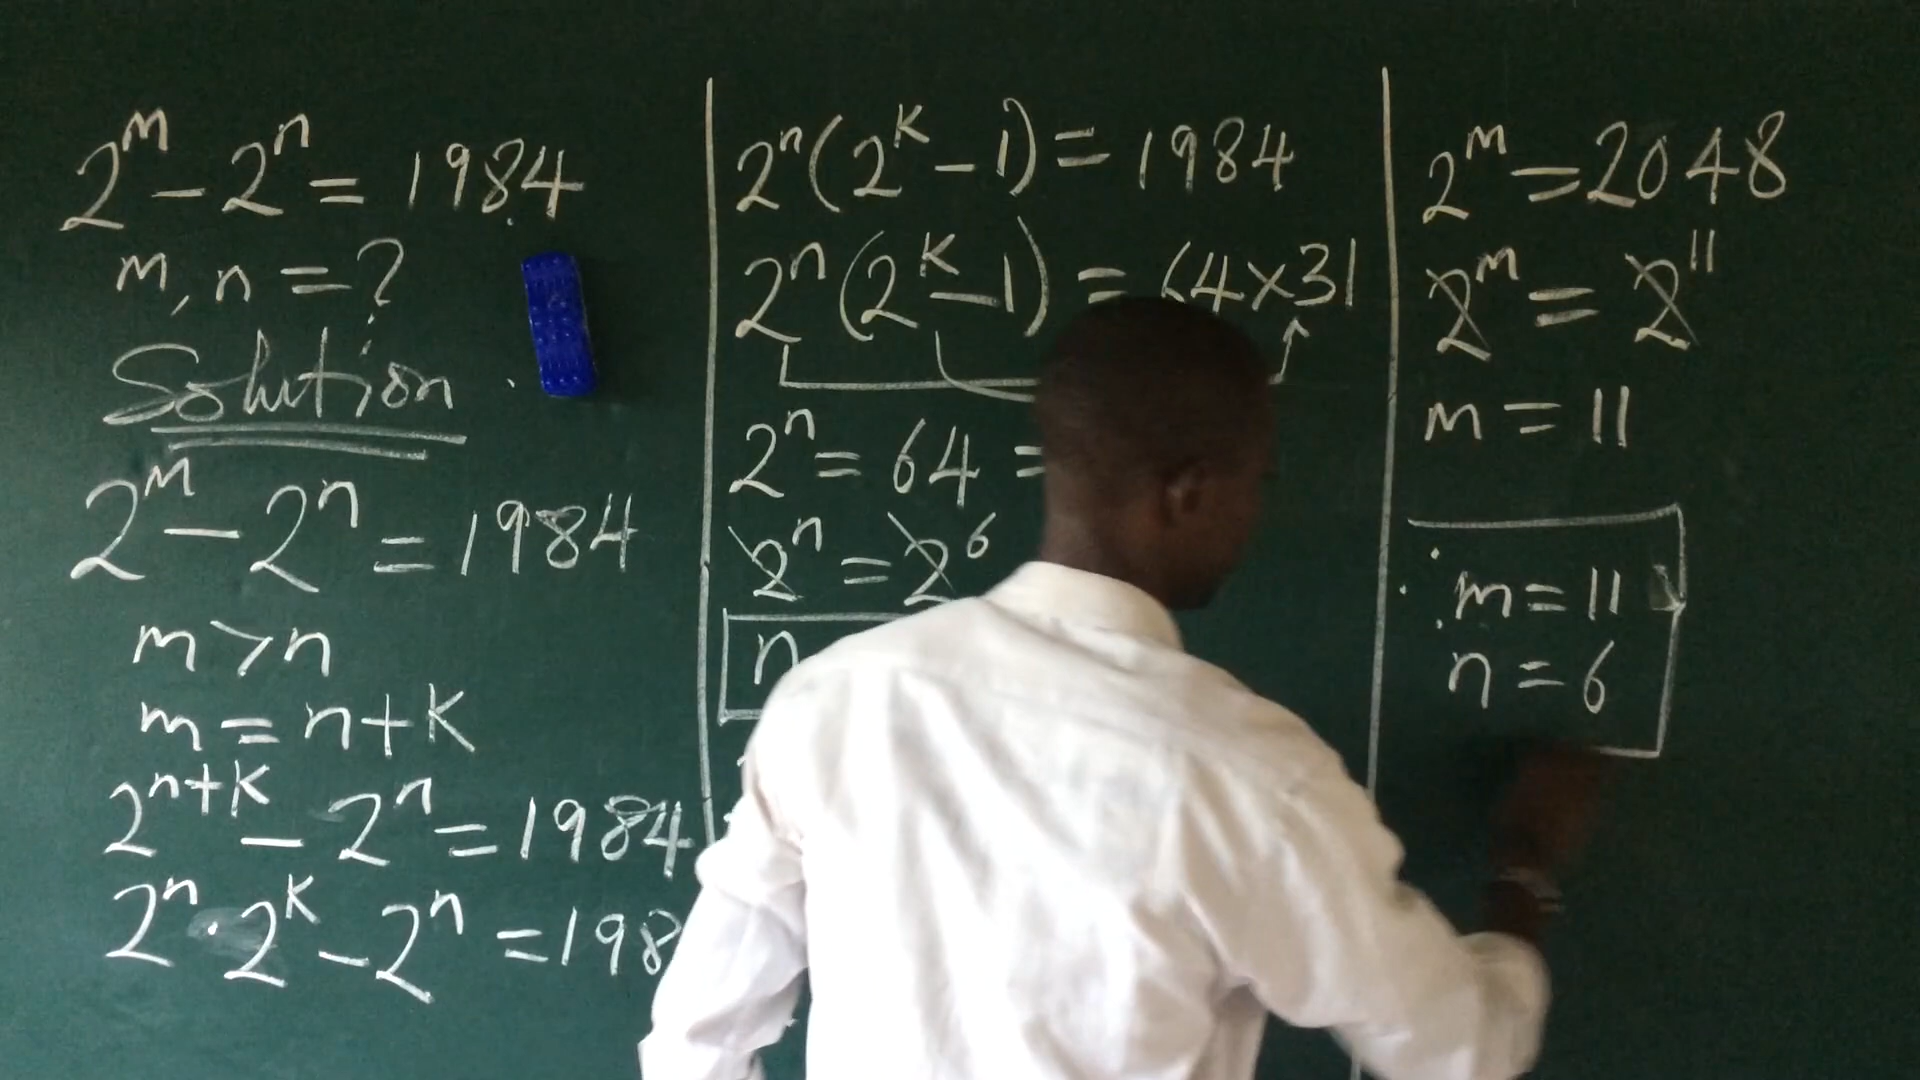 2^m - 2^n = 1984
m, n = ?
Solution
2^m - 2^n = 1984
m > n
m = n + k
2^(n+k) - 2^n = 1984
2^n · 2^k - 2^n = 198
2^n (2^k - 1) = 1984
2^n (2^k - 1) = 64 × 31
2^n = 64 =
2^n = 2^6
n
2^m = 2048
2^m = 2^11
m = 11
m = 11
n = 6